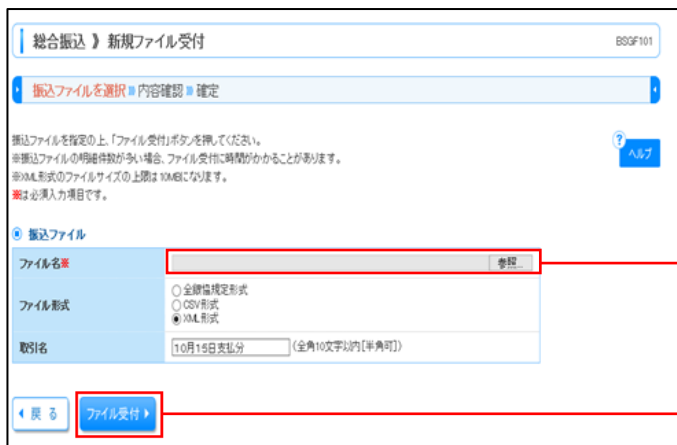 総合振込 》 新規ファイル受付
BSGF101
振込ファイルを選択 » 内容確認 » 確定
振込ファイルを指定の上、「ファイル受付」ボタンを押してください。
※振込ファイルの明細件数が多い場合、ファイル受付に時間がかかることがあります。
※XML形式のファイルサイズの上限は10MBになります。
※は必須入力項目です。
?
ヘルプ
振込ファイル
ファイル名※
参照...
ファイル形式
全銀協規定形式
CSV形式
XML形式
取引名
10月15日支払分
(全角10文字以内[半角可])
戻 る
ファイル受付